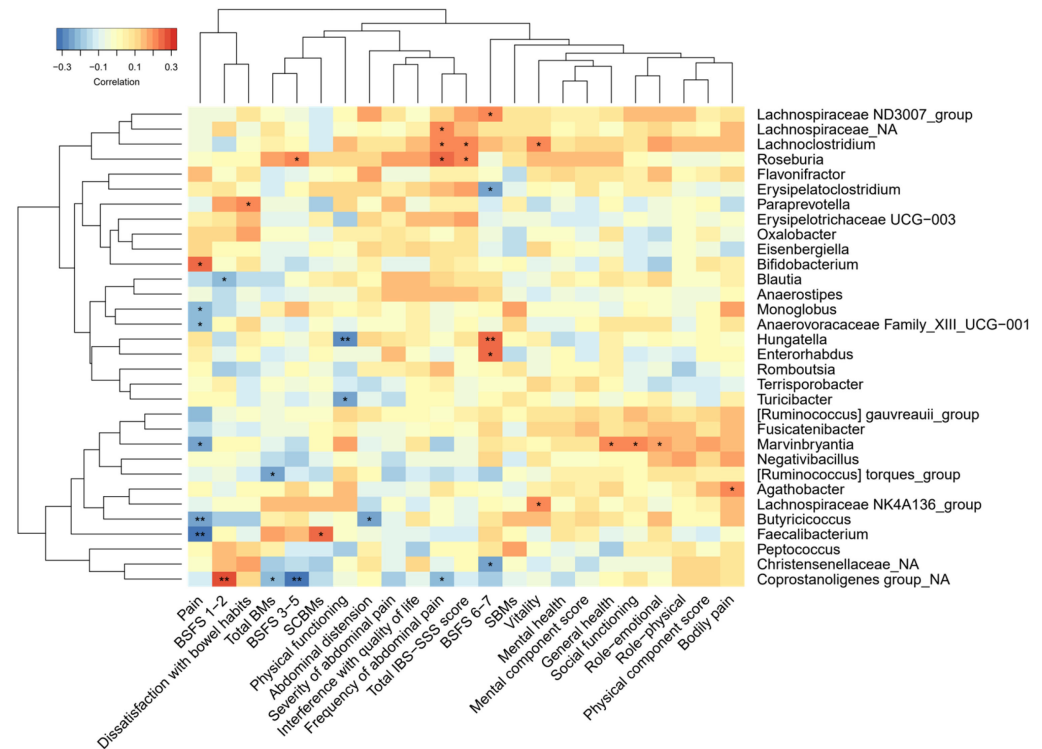 −0.3 −0.1 0.1 0.3
Correlation
* Lachnospiraceae ND3007_group
* Lachnospiraceae_NA
* * * Lachnoclostridium
* * * Roseburia
Flavonifractor
* Erysipelatoclostridium
* Paraprevotella
Erysipelotrichaceae UCG−003
Oxalobacter
Eisenbergiella
* Bifidobacterium
* Blautia
Anaerostipes
* Monoglobus
* Anaerovoracaceae Family_XIII_UCG−001
** ** Hungatella
* Enterorhabdus
Romboutsia
Terrisporobacter
* Turicibacter
[Ruminococcus] gauvreauii_group
Fusicatenibacter
* * * * Marvinbryantia
Negativibacillus
* [Ruminococcus] torques_group
* Agathobacter
* Lachnospiraceae NK4A136_group
** * Butyricicoccus
** * Faecalibacterium
Peptococcus
* Christensenellaceae_NA
** * ** * Coprostanoligenes group_NA
Pain
BSFS 1−2
Dissatisfaction with bowel habits
Total BMs
BSFS 3−5
SCBMs
Physical functioning
Abdominal distension
Severity of abdominal pain
Interference with quality of life
Frequency of abdominal pain
Total IBS−SSS score
BSFS 6−7
SBMs
Vitality
Mental health
Mental component score
General health
Social functioning
Role−emotional
Role−physical
Physical component score
Bodily pain